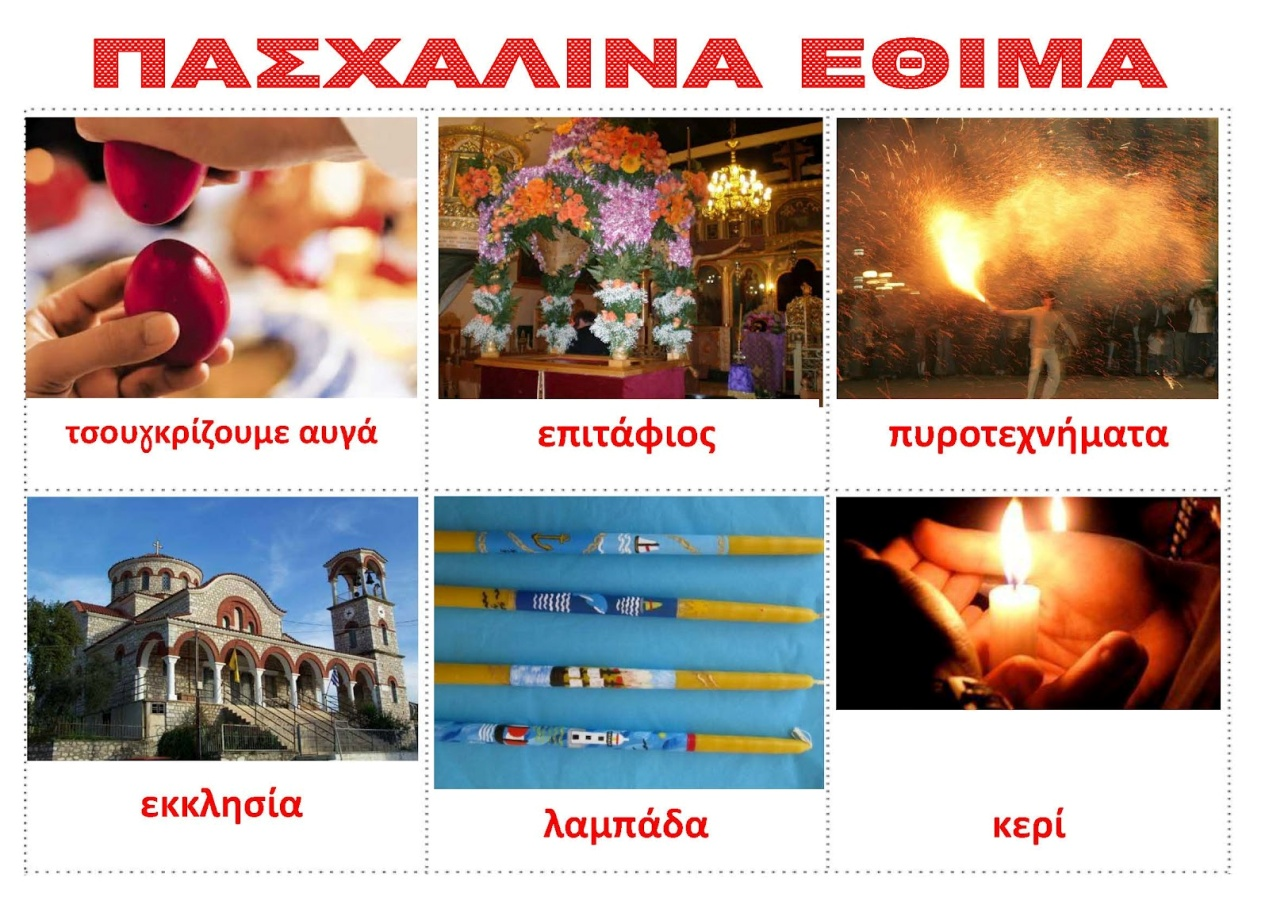 ΠΑΣΧΑΛΙΝΑ ΕΘΙΜΑ
τσουγκρίζουμε αυγά
επιτάφιος
πυροτεχνήματα
εκκλησία
λαμπάδα
κερί